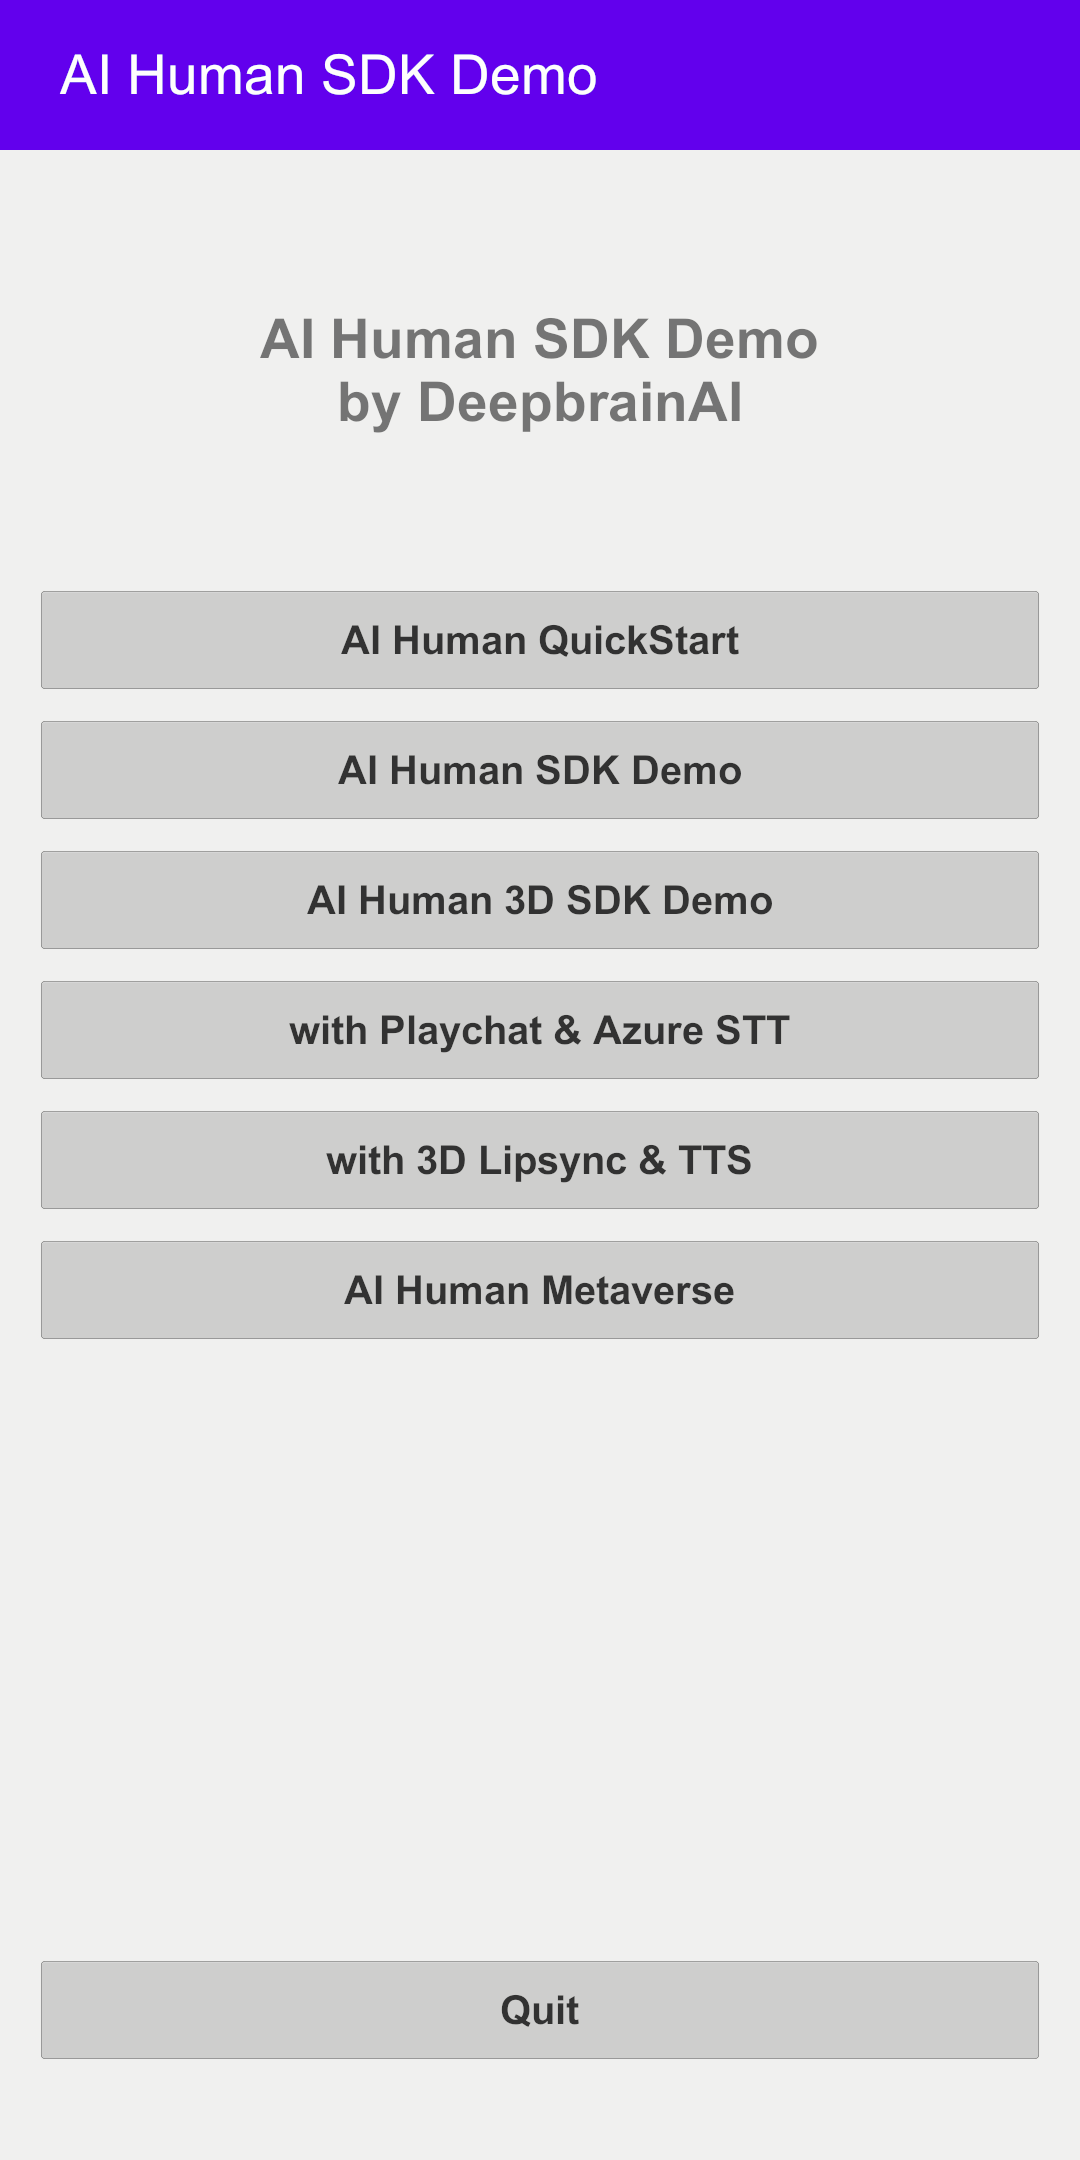 AI Human SDK Demo
AI Human SDK Demo
by DeepbrainAI
AI Human QuickStart
AI Human SDK Demo
AI Human 3D SDK Demo
with Playchat & Azure STT
with 3D Lipsync & TTS
AI Human Metaverse
Quit